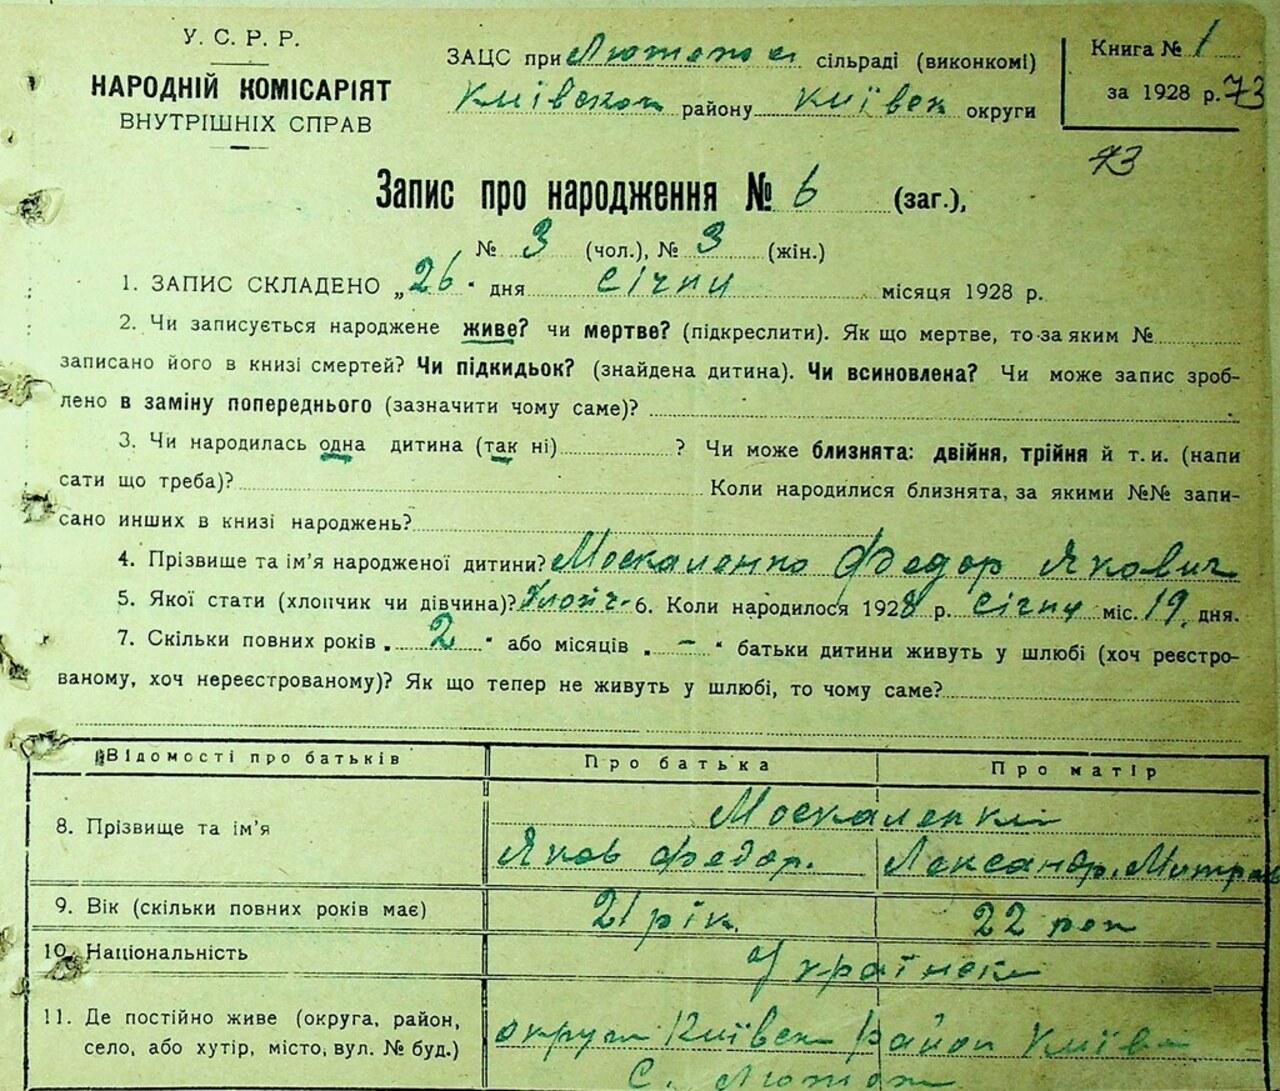 У. С. Р. Р.
НАРОДНІЙ КОМІСАРІЯТ
ВНУТРІШНІХ СПРАВ
ЗАЦС при сільраді (виконкомі)
району Київск округи
Книга № 1
за 1928 р. 73
73
Запис про народження № 6 (заг.),
№ 3 (чол.), № 3 (жін.)
1. ЗАПИС СКЛАДЕНО „26" дня січни місяця 1928 р.
2. Чи записується народжене живе? чи мертве? (підкреслити). Як що мертве, то за яким №
записано його в книзі смертей? Чи підкидьок? (знайдена дитина). Чи всиновлена? Чи може запис зроб-
лено в заміну попереднього (зазначити чому саме)?
3. Чи народилась одна дитина (так ні) ? Чи може близнята: двійня, трійня й т. и. (напи
сати що треба)? Коли народилися близнята, за якими №№ запи-
сано инших в книзі народжень?
4. Прізвище та ім'я народженої дитини? Москаленко Федор Якович
5. Якої стати (хлопчик чи дівчина)? 6. Коли народилося 1928 р. січни міс. 19 дня.
7. Скільки повних років „ 2 " або місяців „ - " батьки дитини живуть у шлюбі (хоч реєстро-
ваному, хоч нереєстрованому)? Як що тепер не живуть у шлюбі, то чому саме?
Відомості про батьків Про батька Про матір
8. Прізвище та ім'я Москаленки
Яков Федор. Лександр.
9. Вік (скільки повних років має) 21 рік. 22 рок
10. Національність Українск
11. Де постійно живе (округа, район, округа Київск район Київ
село, або хутір, місто, вул. № буд.) С.